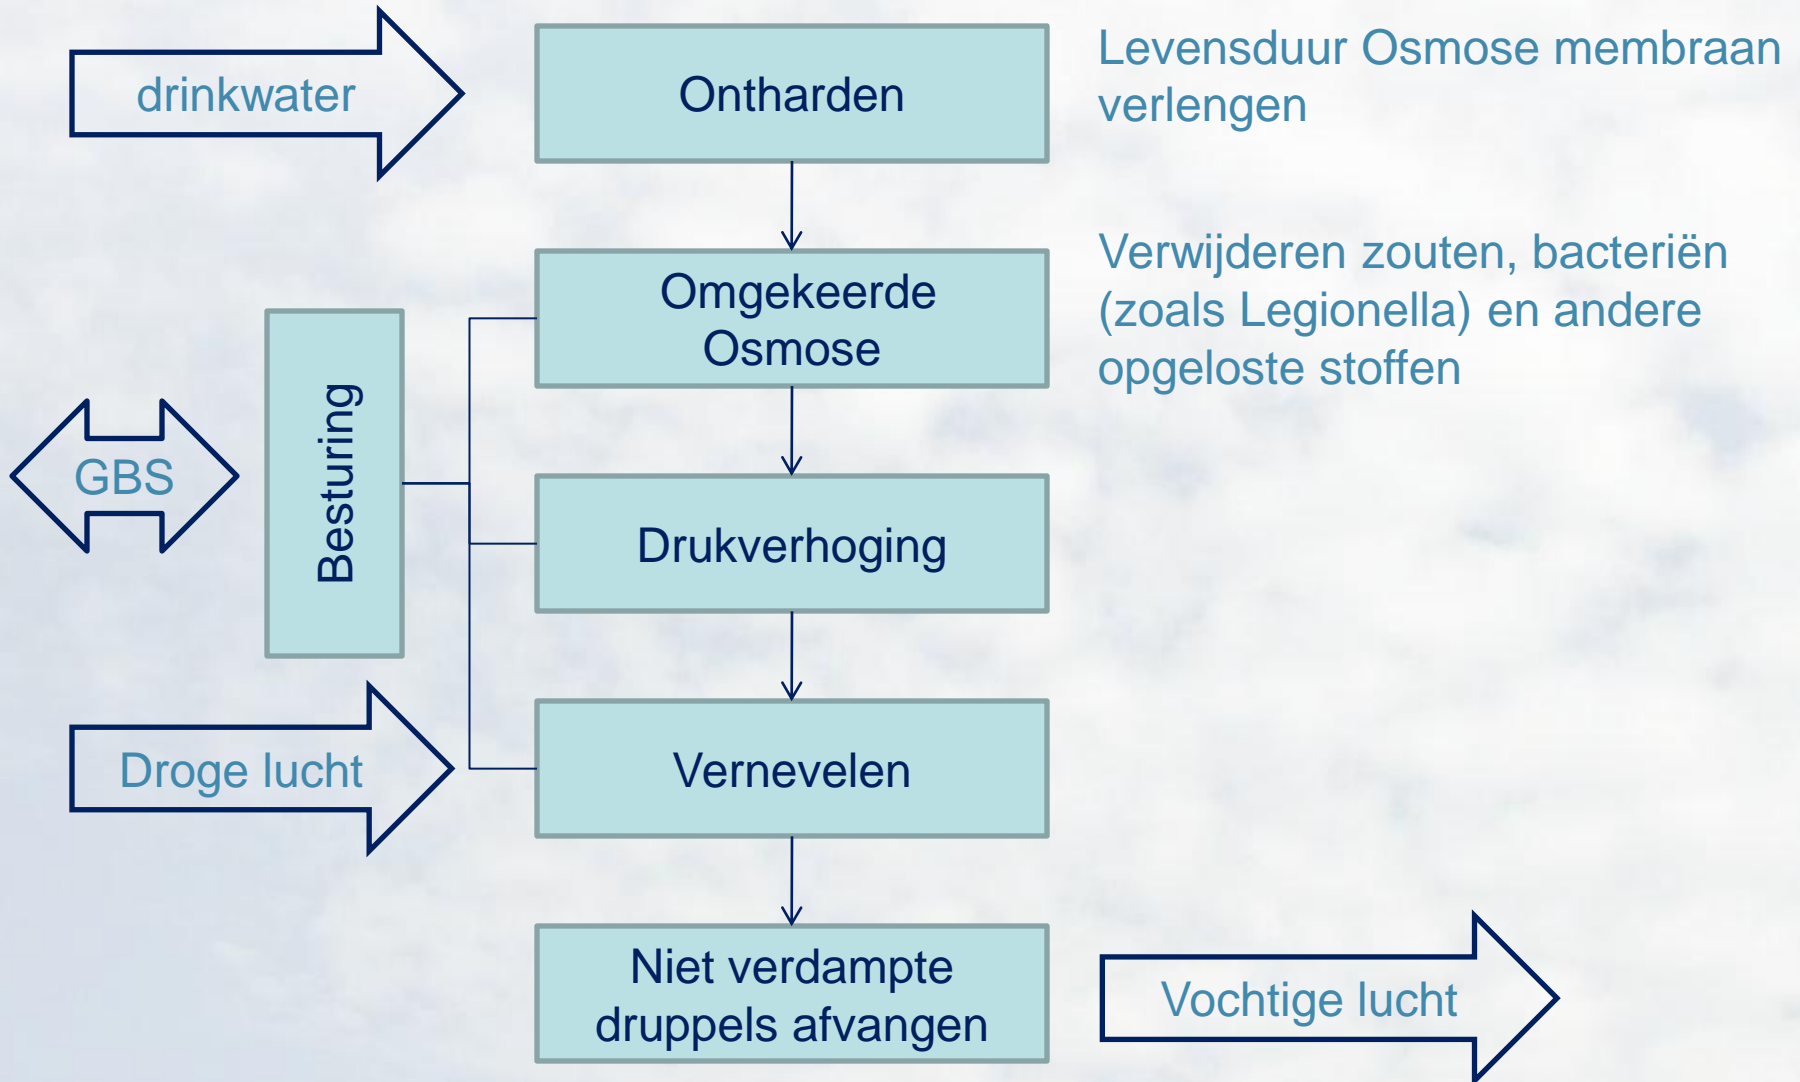 drinkwater
Ontharden
Levensduur Osmose membraan
verlengen
Omgekeerde
Osmose
Verwijderen zouten, bacteriën
(zoals Legionella) en andere
opgeloste stoffen
GBS
Besturing
Drukverhoging
Droge lucht
Vernevelen
Niet verdampte
druppels afvangen
Vochtige lucht